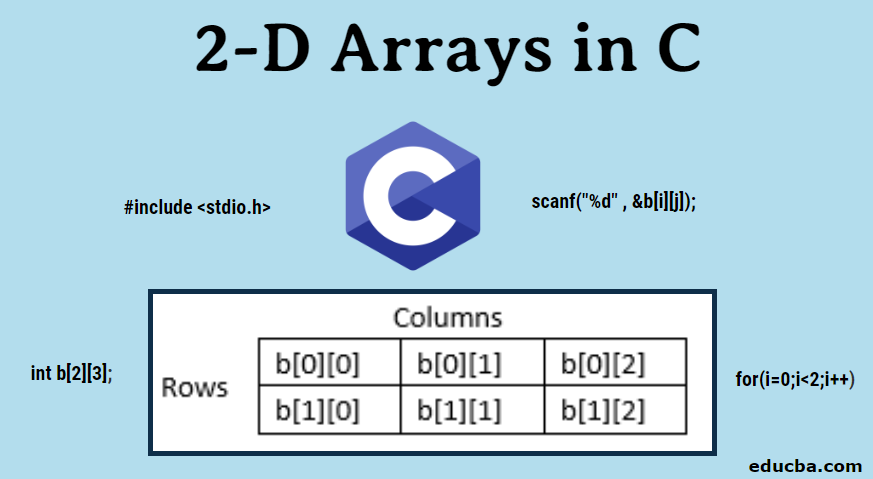 2-D Arrays in C
#include <stdio.h>
scanf("%d" , &b[i][j]);
int b[2][3];
Columns
Rows
b[0][0] b[0][1] b[0][2]
b[1][0] b[1][1] b[1][2]
for(i=0;i<2;i++)
educba.com